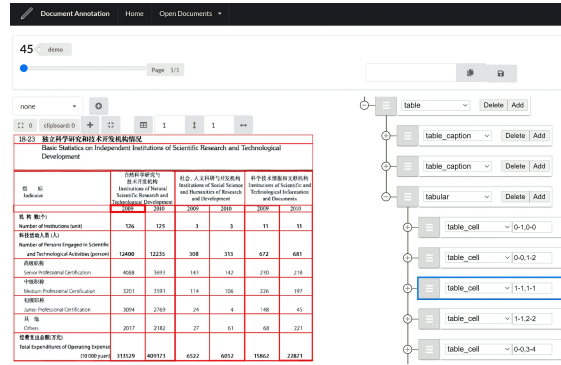 Document Annotation Home Open Documents
45 demo
Page 1/1
none
0 clipboard: 0 1 1
18-23 独立科学研究和技术开发机构情况
Basic Statistics on Independent Institutions of Scientific Research and Technological
Development
指 标
Indicator
自然科学研究与
技术开发机构
Institutions of Natural
Scientific Research and
Technological Development
社会、人文科研与开发机构
Institutions of Social Science
and Humanities of Research
and Development
科学技术情报和文献机构
Institutions of Scientific and
Technological Information
and Documents
2009 2010 2009 2010 2009 2010
机 构 数(个)
Number of Institutions (unit) 126 125 3 3 11 11
科技活动人员(人)
Number of Persons Engaged in Scientific
and Technological Activities (person) 12400 12235 308 313 672 681
高级职称
Senior Professional Certification 4088 3693 143 142 230 218
中级职称
Medium Professional Certification 3201 3391 114 106 226 197
初级职称
Junior Professional Certification 3094 2769 24 4 148 45
其 他
Others 2017 2182 27 61 68 221
经费支出总额(万元)
Total Expenditures of Operating Expense
(10 000 yuan) 313529 409173 6522 6052 15862 22871
table Delete Add
table_caption Delete Add
table_caption Delete Add
tabular Delete Add
table_cell 0-1,0-0
table_cell 0-0,1-2
table_cell 1-1,1-1
table_cell 1-1,2-2
table_cell 0-0,3-4